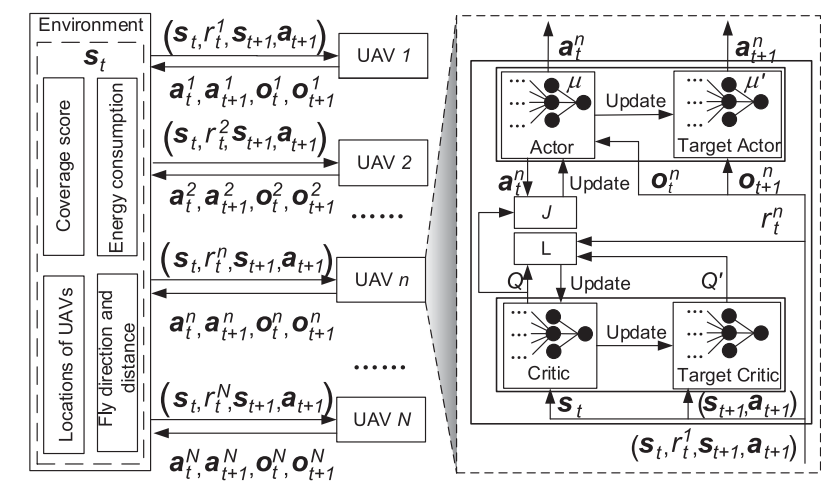 Environment
s_t
Coverage score
Energy consumption
Locations of UAVs
Fly direction and
distance
(s_t, r_t^1, s_{t+1}, a_{t+1})
a_t^1, a_{t+1}^1, o_t^1, o_{t+1}^1
UAV 1
(s_t, r_t^2 s_{t+1}, a_{t+1})
a_t^2, a_{t+1}^2, o_t^2, o_{t+1}^2
UAV 2
......
(s_t, r_t^n, s_{t+1}, a_{t+1})
a_t^n, a_{t+1}^n, o_t^n, o_{t+1}^n
UAV n
......
(s_t, r_t^N, s_{t+1}, a_{t+1})
a_t^N, a_{t+1}^N, o_t^N, o_{t+1}^N
UAV N
a_t^n
a_{t+1}^n
...
...
μ
Actor
Update
...
...
μ'
Target Actor
a_t^n
Update
o_t^n
o_{t+1}^n
J
r_t^n
L
Q
Update
Q'
...
...
Critic
Update
...
...
Target Critic
s_t
(s_{t+1}, a_{t+1})
(s_t, r_t^1, s_{t+1}, a_{t+1})